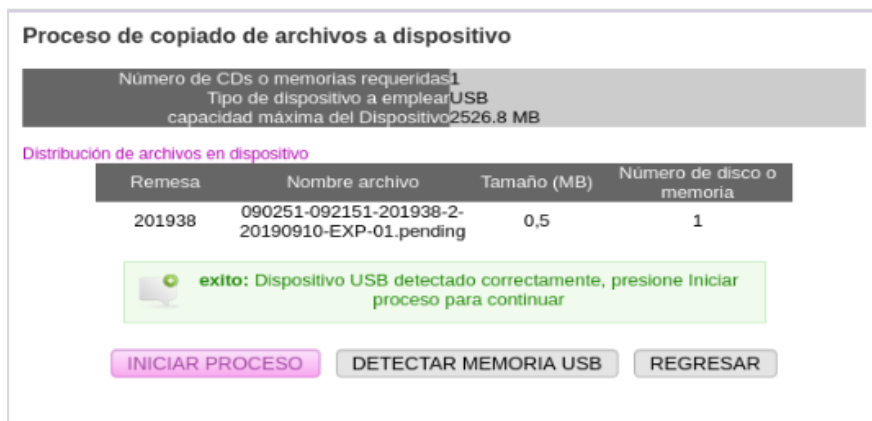 Proceso de copiado de archivos a dispositivo
Número de CDs o memorias requeridas1
Tipo de dispositivo a emplearUSB
capacidad máxima del Dispositivo2526.8 MB
Distribución de archivos en dispositivo
Remesa Nombre archivo Tamaño (MB) Número de disco o
memoria
201938 090251-092151-201938-2- 0,5 1
20190910-EXP-01.pending
exito: Dispositivo USB detectado correctamente, presione Iniciar
proceso para continuar
INICIAR PROCESO DETECTAR MEMORIA USB REGRESAR